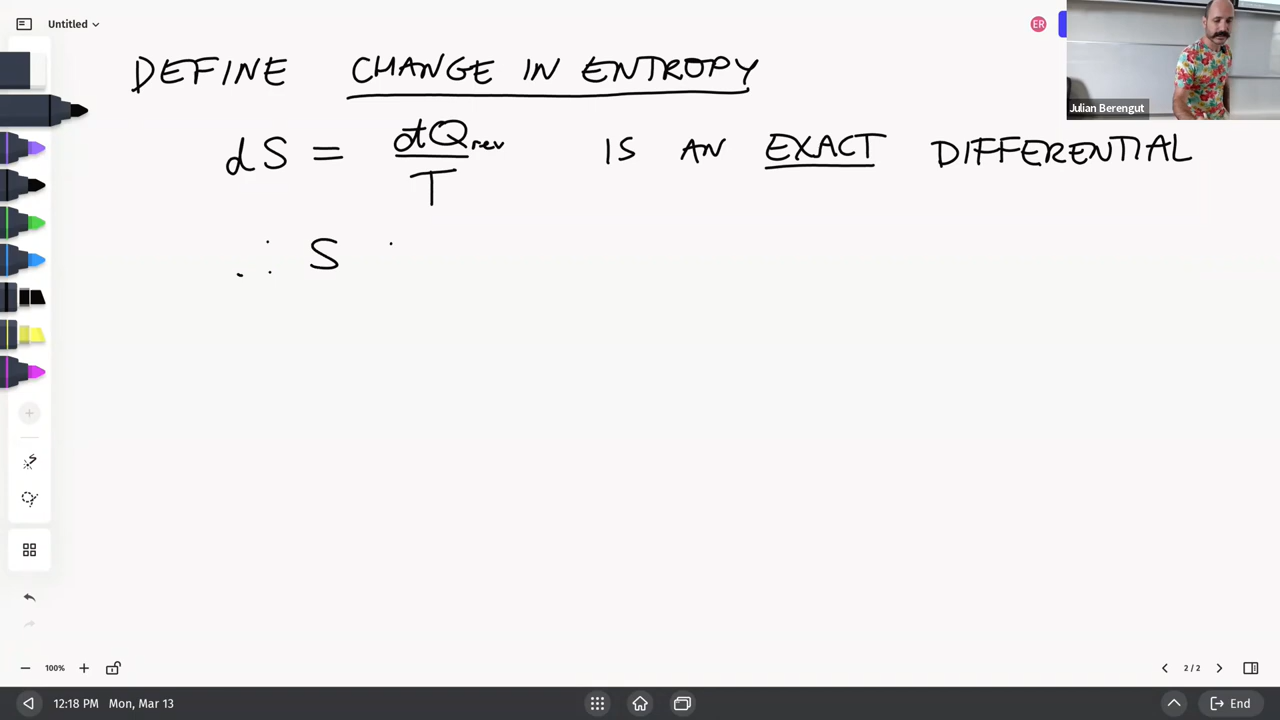 Untitled
ER
DEFINE CHANGE IN ENTROPY
Julian Berengut
dS = đQrev / T IS AN EXACT DIFFERENTIAL
∴ S
100%
2/2
12:18 PM Mon, Mar 13
End